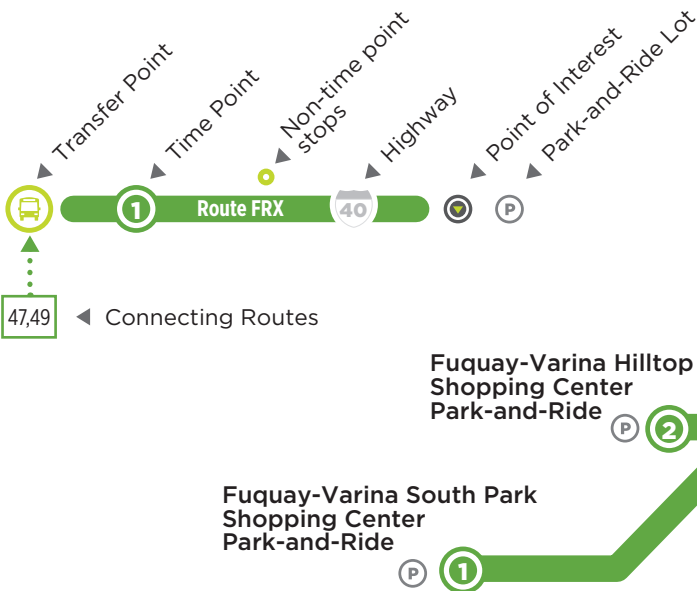 Transfer Point
Time Point
Non-time point
stops
Highway
Point of Interest
Park-and-Ride Lot
1
Route FRX
40
P
47,49
Connecting Routes
Fuquay-Varina Hilltop
Shopping Center
Park-and-Ride
P
2
Fuquay-Varina South Park
Shopping Center
Park-and-Ride
P
1